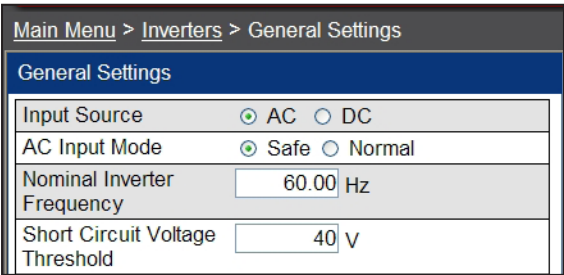 Main Menu > Inverters > General Settings
General Settings
Input Source AC DC
AC Input Mode Safe Normal
Nominal Inverter
Frequency 60.00 Hz
Short Circuit Voltage
Threshold 40 V